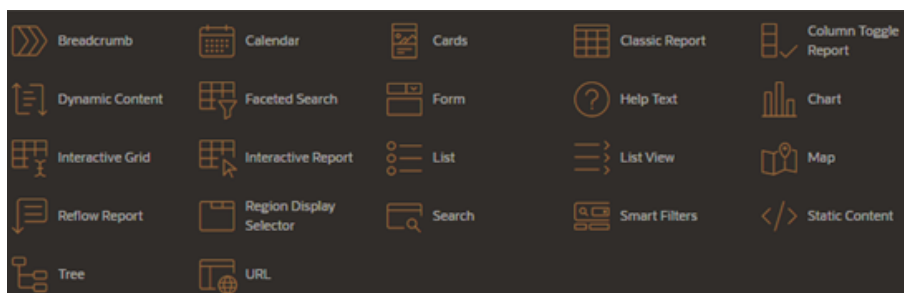 Breadcrumb
Calendar
Cards
Classic Report
Column Toggle
Report
Dynamic Content
Faceted Search
Form
Help Text
Chart
Interactive Grid
Interactive Report
List
List View
Map
Reflow Report
Region Display
Selector
Search
Smart Filters
Static Content
Tree
URL